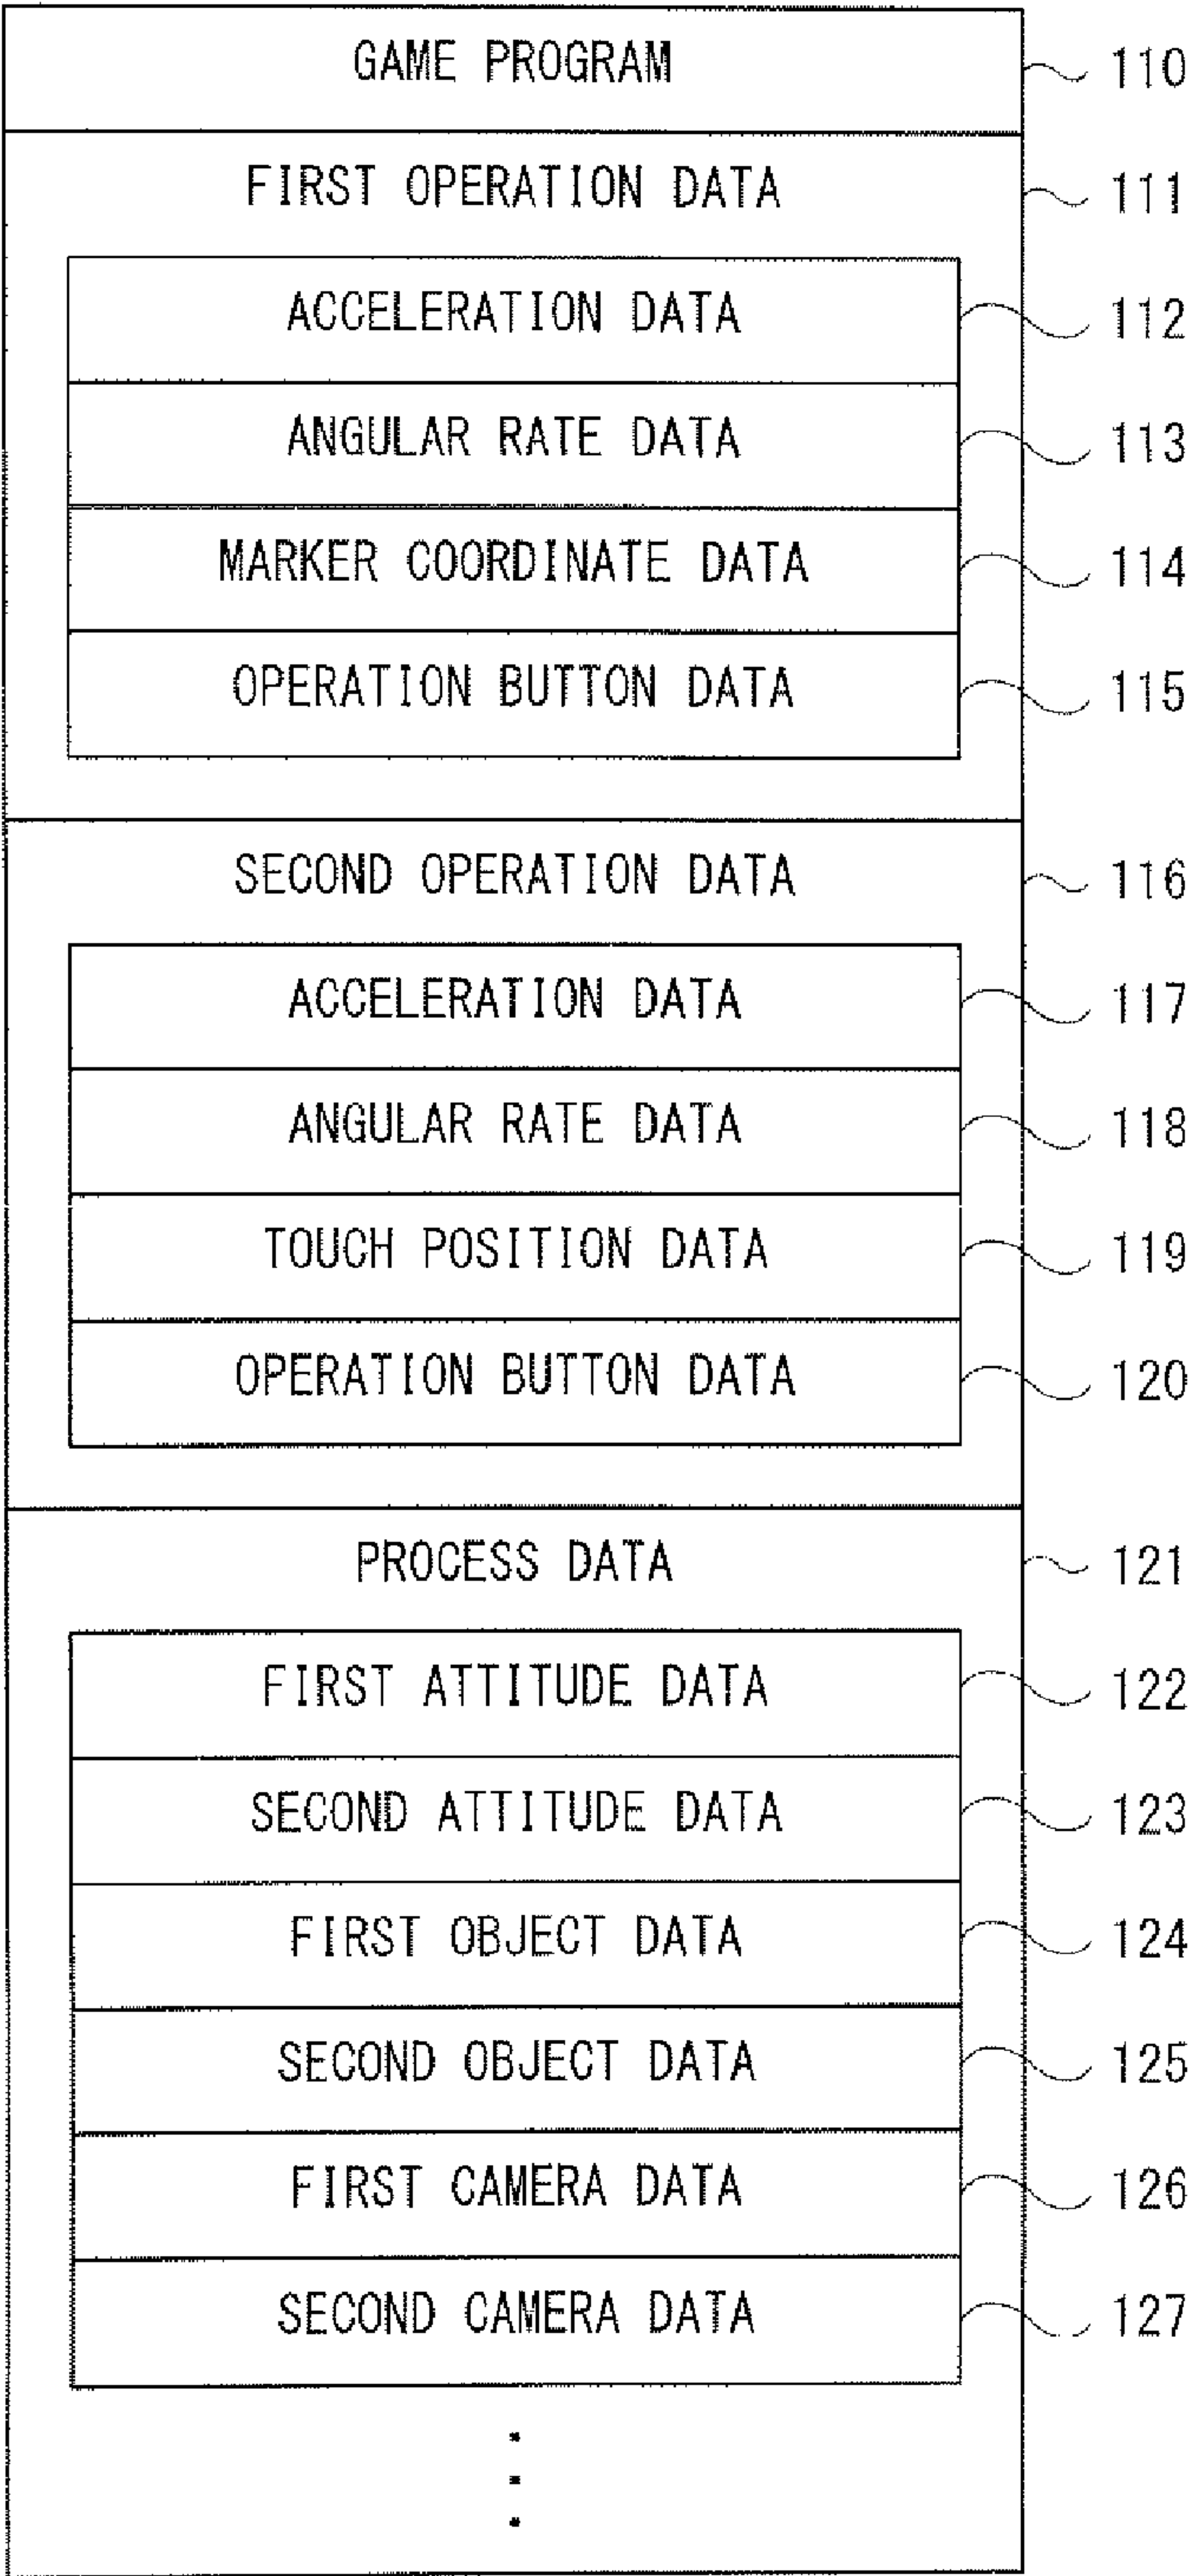 GAME PROGRAM 110
FIRST OPERATION DATA 111
ACCELERATION DATA 112
ANGULAR RATE DATA 113
MARKER COORDINATE DATA 114
OPERATION BUTTON DATA 115
SECOND OPERATION DATA 116
ACCELERATION DATA 117
ANGULAR RATE DATA 118
TOUCH POSITION DATA 119
OPERATION BUTTON DATA 120
PROCESS DATA 121
FIRST ATTITUDE DATA 122
SECOND ATTITUDE DATA 123
FIRST OBJECT DATA 124
SECOND OBJECT DATA 125
FIRST CAMERA DATA 126
SECOND CAMERA DATA 127